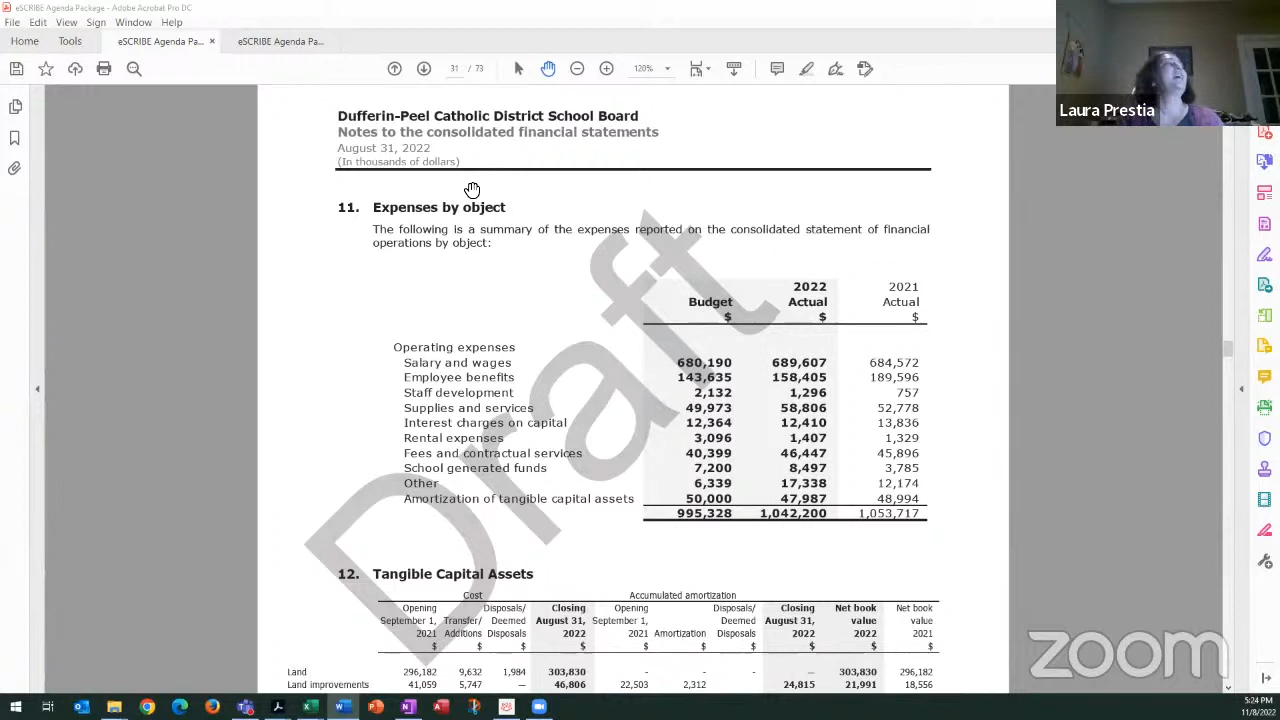 eSCRIBE Agenda Package - Adobe Acrobat Pro DC
File Edit View Sign Window Help
Home Tools eSCRIBE Agenda Pa... × eSCRIBE Agenda Pa...
31 / 73 120%
Laura Prestia
Dufferin-Peel Catholic District School Board
Notes to the consolidated financial statements
August 31, 2022
(In thousands of dollars)
11. Expenses by object
The following is a summary of the expenses reported on the consolidated statement of financial
operations by object:
2022 2021
Budget Actual Actual
$ $ $
Operating expenses
Salary and wages 680,190 689,607 684,572
Employee benefits 143,635 158,405 189,596
Staff development 2,132 1,296 757
Supplies and services 49,973 58,806 52,778
Interest charges on capital 12,364 12,410 13,836
Rental expenses 3,096 1,407 1,329
Fees and contractual services 40,399 46,447 45,896
School generated funds 7,200 8,497 3,785
Other 6,339 17,338 12,174
Amortization of tangible capital assets 50,000 47,987 48,994
995,328 1,042,200 1,053,717
Draft
12. Tangible Capital Assets
Cost Accumulated amortization
Opening Disposals/ Closing Opening Disposals/ Closing Net book Net book
September 1, Transfer/ Deemed August 31, September 1, Deemed August 31, value value
2021 Additions Disposals 2022 2021 Amortization Disposals 2022 2022 2021
$ $ $ $ $ $ $ $ $ $
Land 296,182 9,632 1,984 303,830 - - - — 303,830 296,182
Land improvements 41,059 5,747 — 46,806 22,503 2,312 24,815 21,991 18,556
zoom
5:24 PM
11/8/2022